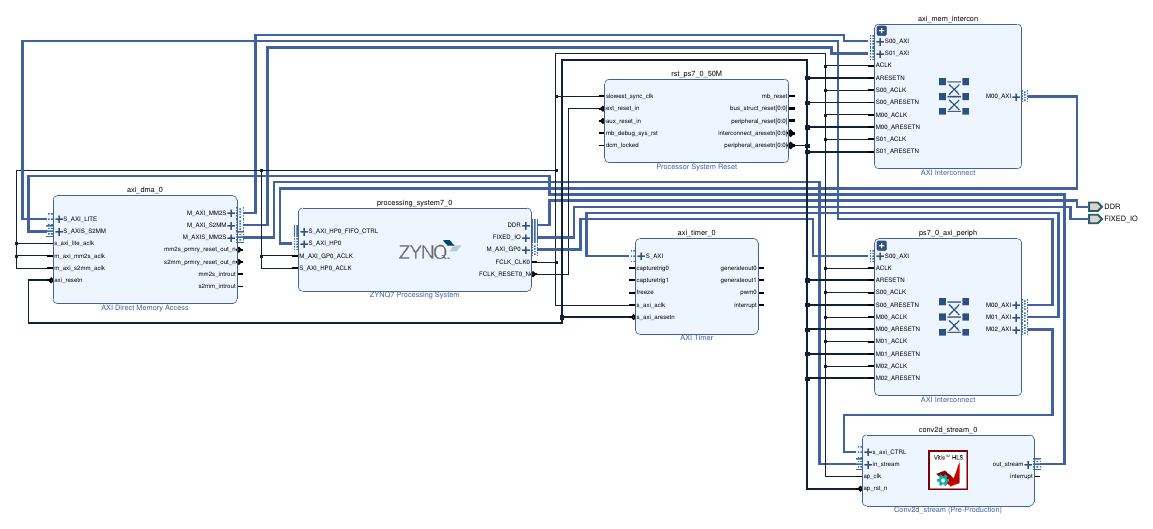 axi_mem_intercon
S00_AXI
S01_AXI
ACLK
ARESETN
S00_ACLK
S00_ARESETN
M00_ACLK
M00_ARESETN
S01_ACLK
S01_ARESETN
M00_AXI
AXI Interconnect
rst_ps7_0_50M
slowest_sync_clk
ext_reset_in
aux_reset_in
mb_debug_sys_rst
dcm_locked
mb_reset
bus_struct_reset[0:0]
peripheral_reset[0:0]
interconnect_aresetn[0:0]
peripheral_aresetn[0:0]
Processor System Reset
axi_dma_0
S_AXI_LITE
S_AXIS_S2MM
s_axi_lite_aclk
m_axi_mm2s_aclk
m_axi_s2mm_aclk
axi_resetn
M_AXI_MM2S
M_AXI_S2MM
M_AXIS_MM2S
mm2s_prmry_reset_out_n
s2mm_prmry_reset_out_n
mm2s_introut
s2mm_introut
AXI Direct Memory Access
processing_system7_0
S_AXI_HP0_FIFO_CTRL
S_AXI_HP0
M_AXI_GP0_ACLK
S_AXI_HP0_ACLK
ZYNQ
DDR
FIXED_IO
M_AXI_GP0
FCLK_CLK0
FCLK_RESET0_N
ZYNQ7 Processing System
axi_timer_0
S_AXI
capturetrig0
capturetrig1
freeze
s_axi_aclk
s_axi_aresetn
generateout0
generateout1
pwm0
interrupt
AXI Timer
DDR
FIXED_IO
ps7_0_axi_periph
S00_AXI
ACLK
ARESETN
S00_ACLK
S00_ARESETN
M00_ACLK
M00_ARESETN
M01_ACLK
M01_ARESETN
M02_ACLK
M02_ARESETN
M00_AXI
M01_AXI
M02_AXI
AXI Interconnect
conv2d_stream_0
s_axi_CTRL
in_stream
ap_clk
ap_rst_n
Vitis™ HLS
out_stream
interrupt
Conv2d_stream (Pre-Production)